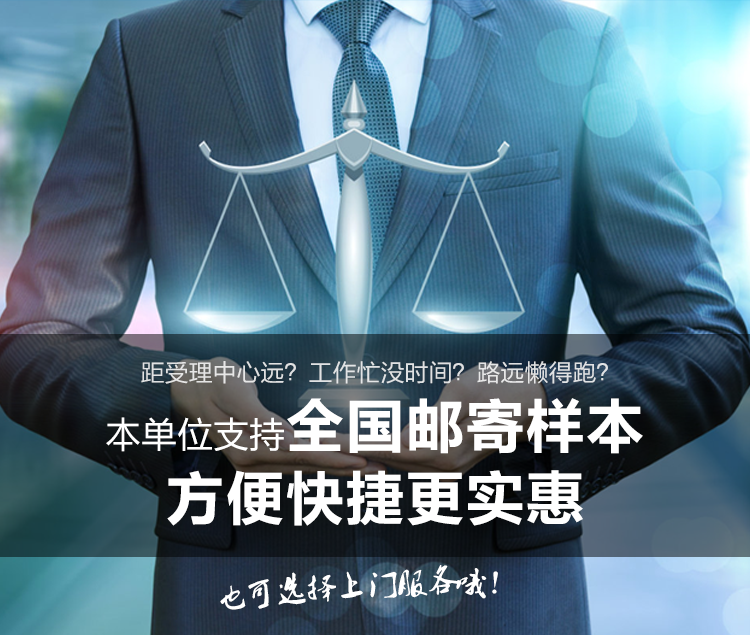 距受理中心远？工作忙没时间？路远懒得跑？
本单位支持全国邮寄样本
方便快捷更实惠
也可选择上门服务哦！